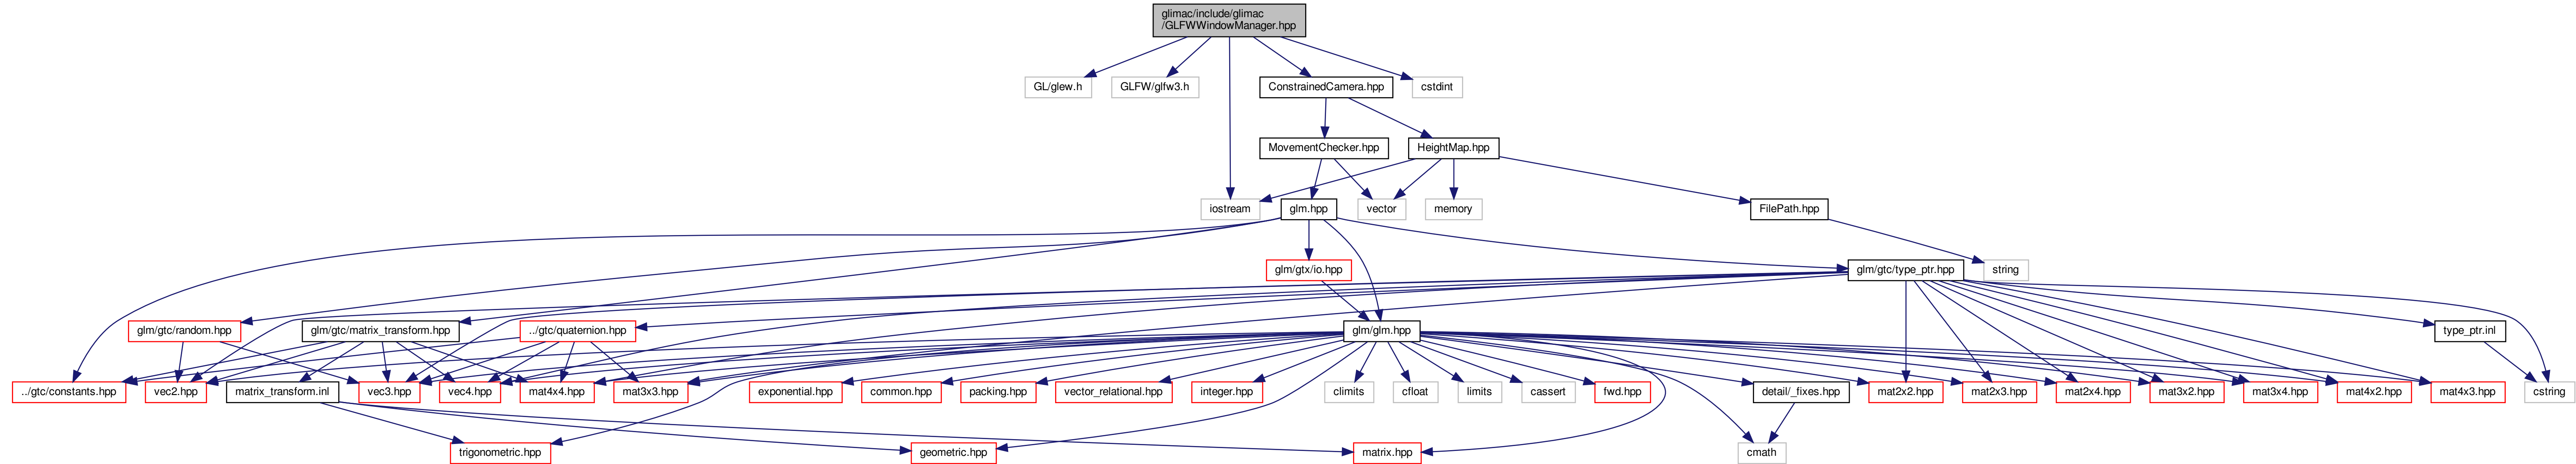 glimac/include/glimac
/GLFWWindowManager.hpp
GL/glew.h
GLFW/glfw3.h
ConstrainedCamera.hpp
cstdint
MovementChecker.hpp
HeightMap.hpp
iostream
glm.hpp
vector
memory
FilePath.hpp
glm/gtx/io.hpp
glm/gtc/type_ptr.hpp
string
glm/gtc/random.hpp
glm/gtc/matrix_transform.hpp
../gtc/quaternion.hpp
glm/glm.hpp
type_ptr.inl
../gtc/constants.hpp
vec2.hpp
matrix_transform.inl
vec3.hpp
vec4.hpp
mat4x4.hpp
mat3x3.hpp
exponential.hpp
common.hpp
packing.hpp
vector_relational.hpp
integer.hpp
climits
cfloat
limits
cassert
fwd.hpp
detail/_fixes.hpp
mat2x2.hpp
mat2x3.hpp
mat2x4.hpp
mat3x2.hpp
mat3x4.hpp
mat4x2.hpp
mat4x3.hpp
cstring
trigonometric.hpp
geometric.hpp
matrix.hpp
cmath